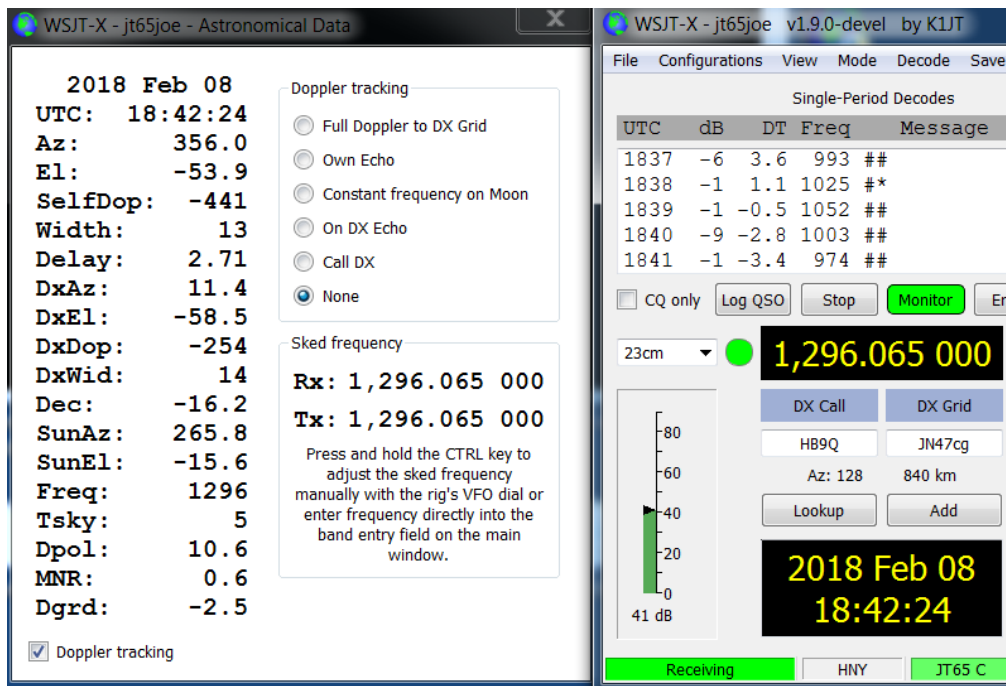 WSJT-X - jt65joe - Astronomical Data
2018 Feb 08
UTC: 18:42:24
Az: 356.0
El: -53.9
SelfDop: -441
Width: 13
Delay: 2.71
DxAz: 11.4
DxEl: -58.5
DxDop: -254
DxWid: 14
Dec: -16.2
SunAz: 265.8
SunEl: -15.6
Freq: 1296
Tsky: 5
Dpol: 10.6
MNR: 0.6
Dgrd: -2.5
Doppler tracking
Doppler tracking
Full Doppler to DX Grid
Own Echo
Constant frequency on Moon
On DX Echo
Call DX
None
Sked frequency
Rx: 1,296.065 000
Tx: 1,296.065 000
Press and hold the CTRL key to
adjust the sked frequency
manually with the rig's VFO dial or
enter frequency directly into the
band entry field on the main
window.
WSJT-X - jt65joe v1.9.0-devel by K1JT
File Configurations View Mode Decode Save
Single-Period Decodes
UTC dB DT Freq Message
1837 -6 3.6 993 ##
1838 -1 1.1 1025 #*
1839 -1 -0.5 1052 ##
1840 -9 -2.8 1003 ##
1841 -1 -3.4 974 ##
CQ only Log QSO Stop Monitor Er
23cm 1,296.065 000
80
60
40
20
0
41 dB
DX Call DX Grid
HB9Q JN47cg
Az: 128 840 km
Lookup Add
2018 Feb 08
18:42:24
Receiving HNY JT65 C